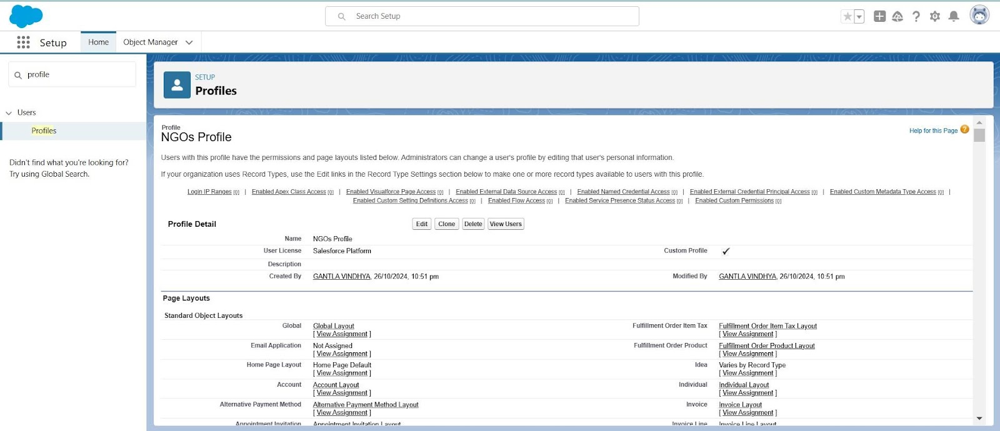 Search Setup
Setup
Home
Object Manager
profile
Users
Profiles
Didn't find what you're looking for?
Try using Global Search.
SETUP
Profiles
Profile
NGOs Profile
Help for this Page
Users with this profile have the permissions and page layouts listed below. Administrators can change a user's profile by editing that user's personal information.
If your organization uses Record Types, use the Edit links in the Record Type Settings section below to make one or more record types available to users with this profile.
Login IP Ranges [0] | Enabled Apex Class Access [0] | Enabled Visualforce Page Access [0] | Enabled External Data Source Access [0] | Enabled Named Credential Access [0] | Enabled External Credential Principal Access [0] | Enabled Custom Metadata Type Access [0] |
Enabled Custom Setting Definitions Access [0] | Enabled Flow Access [0] | Enabled Service Presence Status Access [0] | Enabled Custom Permissions [0]
Profile Detail Edit Clone Delete View Users
Name NGOs Profile
User License Salesforce Platform Custom Profile ✓
Description
Created By GANTLA VINDHYA, 26/10/2024, 10:51 pm Modified By GANTLA VINDHYA, 26/10/2024, 10:51 pm
Page Layouts
Standard Object Layouts
Global Global Layout Fulfillment Order Item Tax Fulfillment Order Item Tax Layout
[ View Assignment ] [ View Assignment ]
Email Application Not Assigned Fulfillment Order Product Fulfillment Order Product Layout
[ View Assignment ] [ View Assignment ]
Home Page Layout Home Page Default Idea Varies by Record Type
[ View Assignment ] [ View Assignment ]
Account Account Layout Individual Individual Layout
[ View Assignment ] [ View Assignment ]
Alternative Payment Method Alternative Payment Method Layout Invoice Invoice Layout
[ View Assignment ] [ View Assignment ]
Appointment Invitation Appointment Invitation Layout Invoice Line Invoice Line Layout